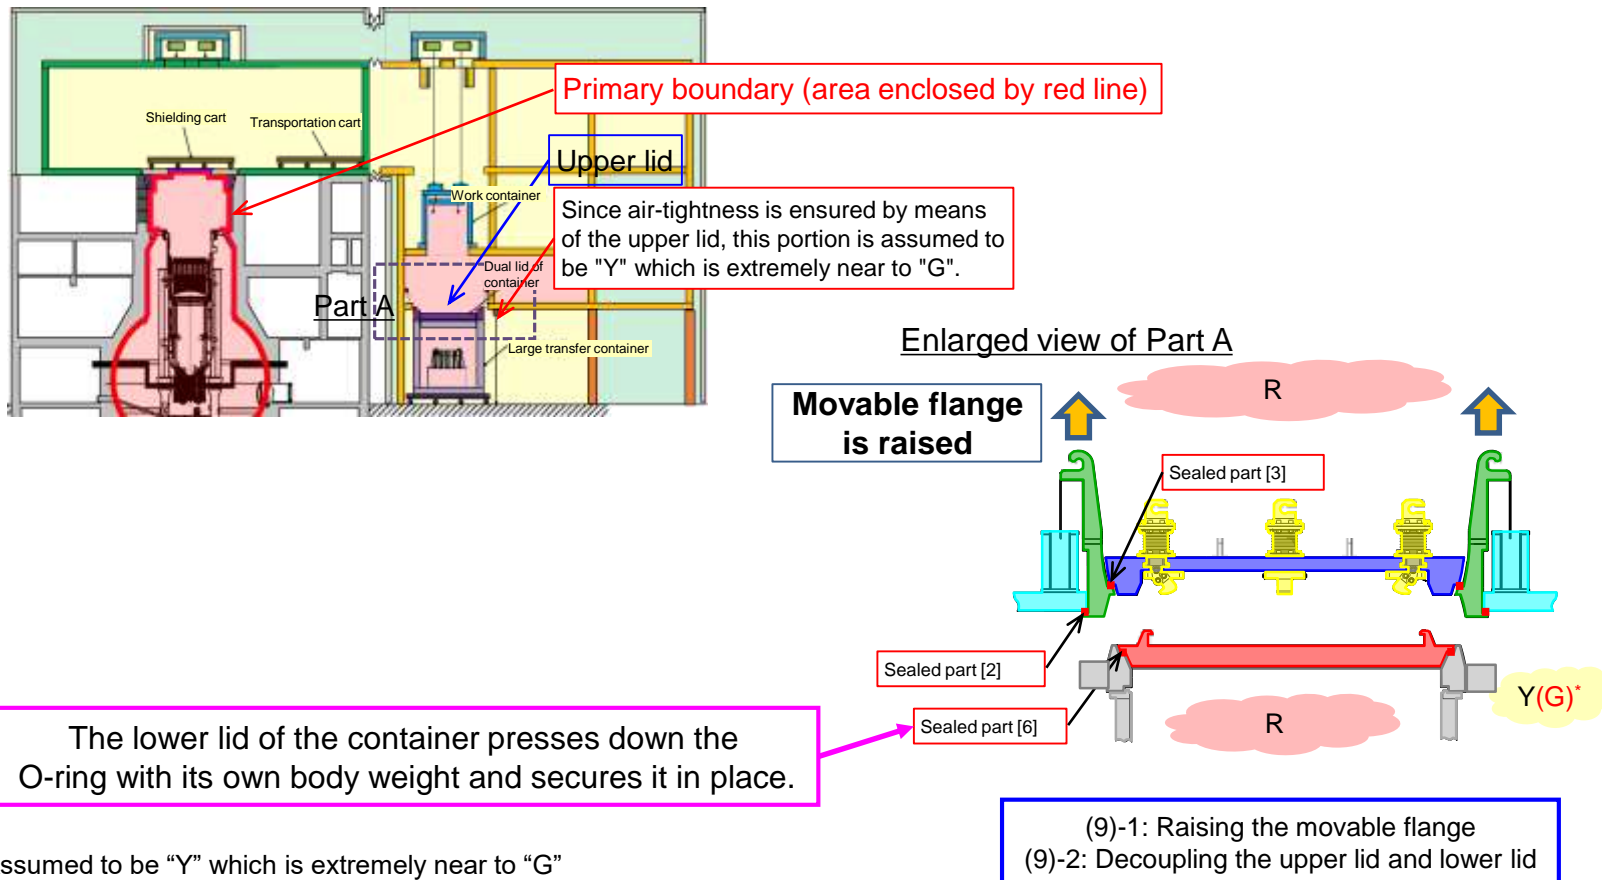 Primary boundary (area enclosed by red line)
Shielding cart
Transportation cart
Upper lid
Work container
Since air-tightness is ensured by means
of the upper lid, this portion is assumed to
be "Y" which is extremely near to "G".
Dual lid of
container
Part A
Large transfer container
Enlarged view of Part A
Movable flange
is raised
R
Sealed part [3]
Sealed part [2]
Sealed part [6]
R
Y(G)*
The lower lid of the container presses down the
O-ring with its own body weight and secures it in place.
(9)-1: Raising the movable flange
(9)-2: Decoupling the upper lid and lower lid
ssumed to be “Y” which is extremely near to “G”